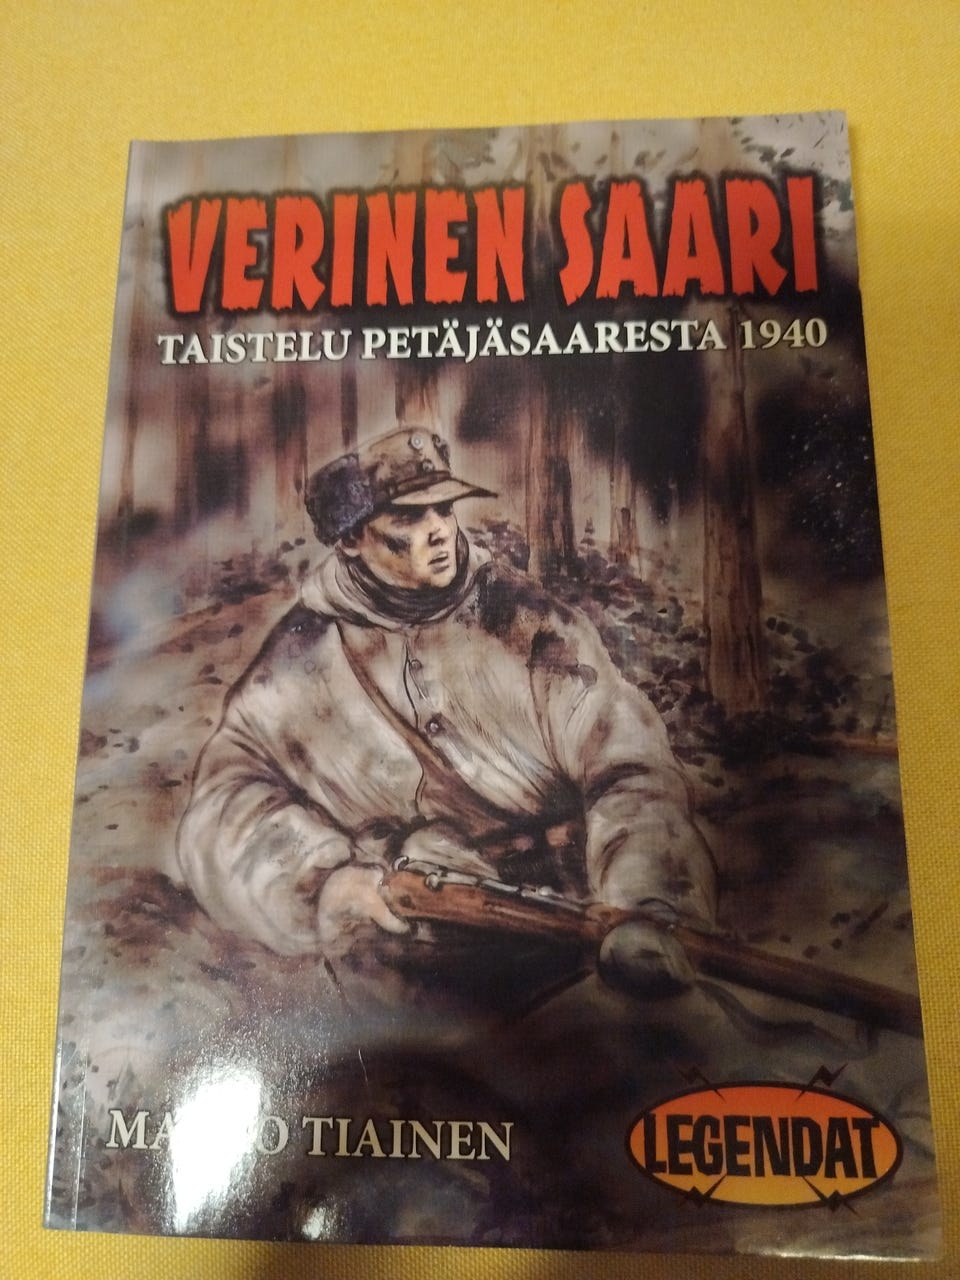 VERINEN SAARI
TAISTELU PETÄJÄSAARESTA 1940
TIAINEN
LEGENDAT